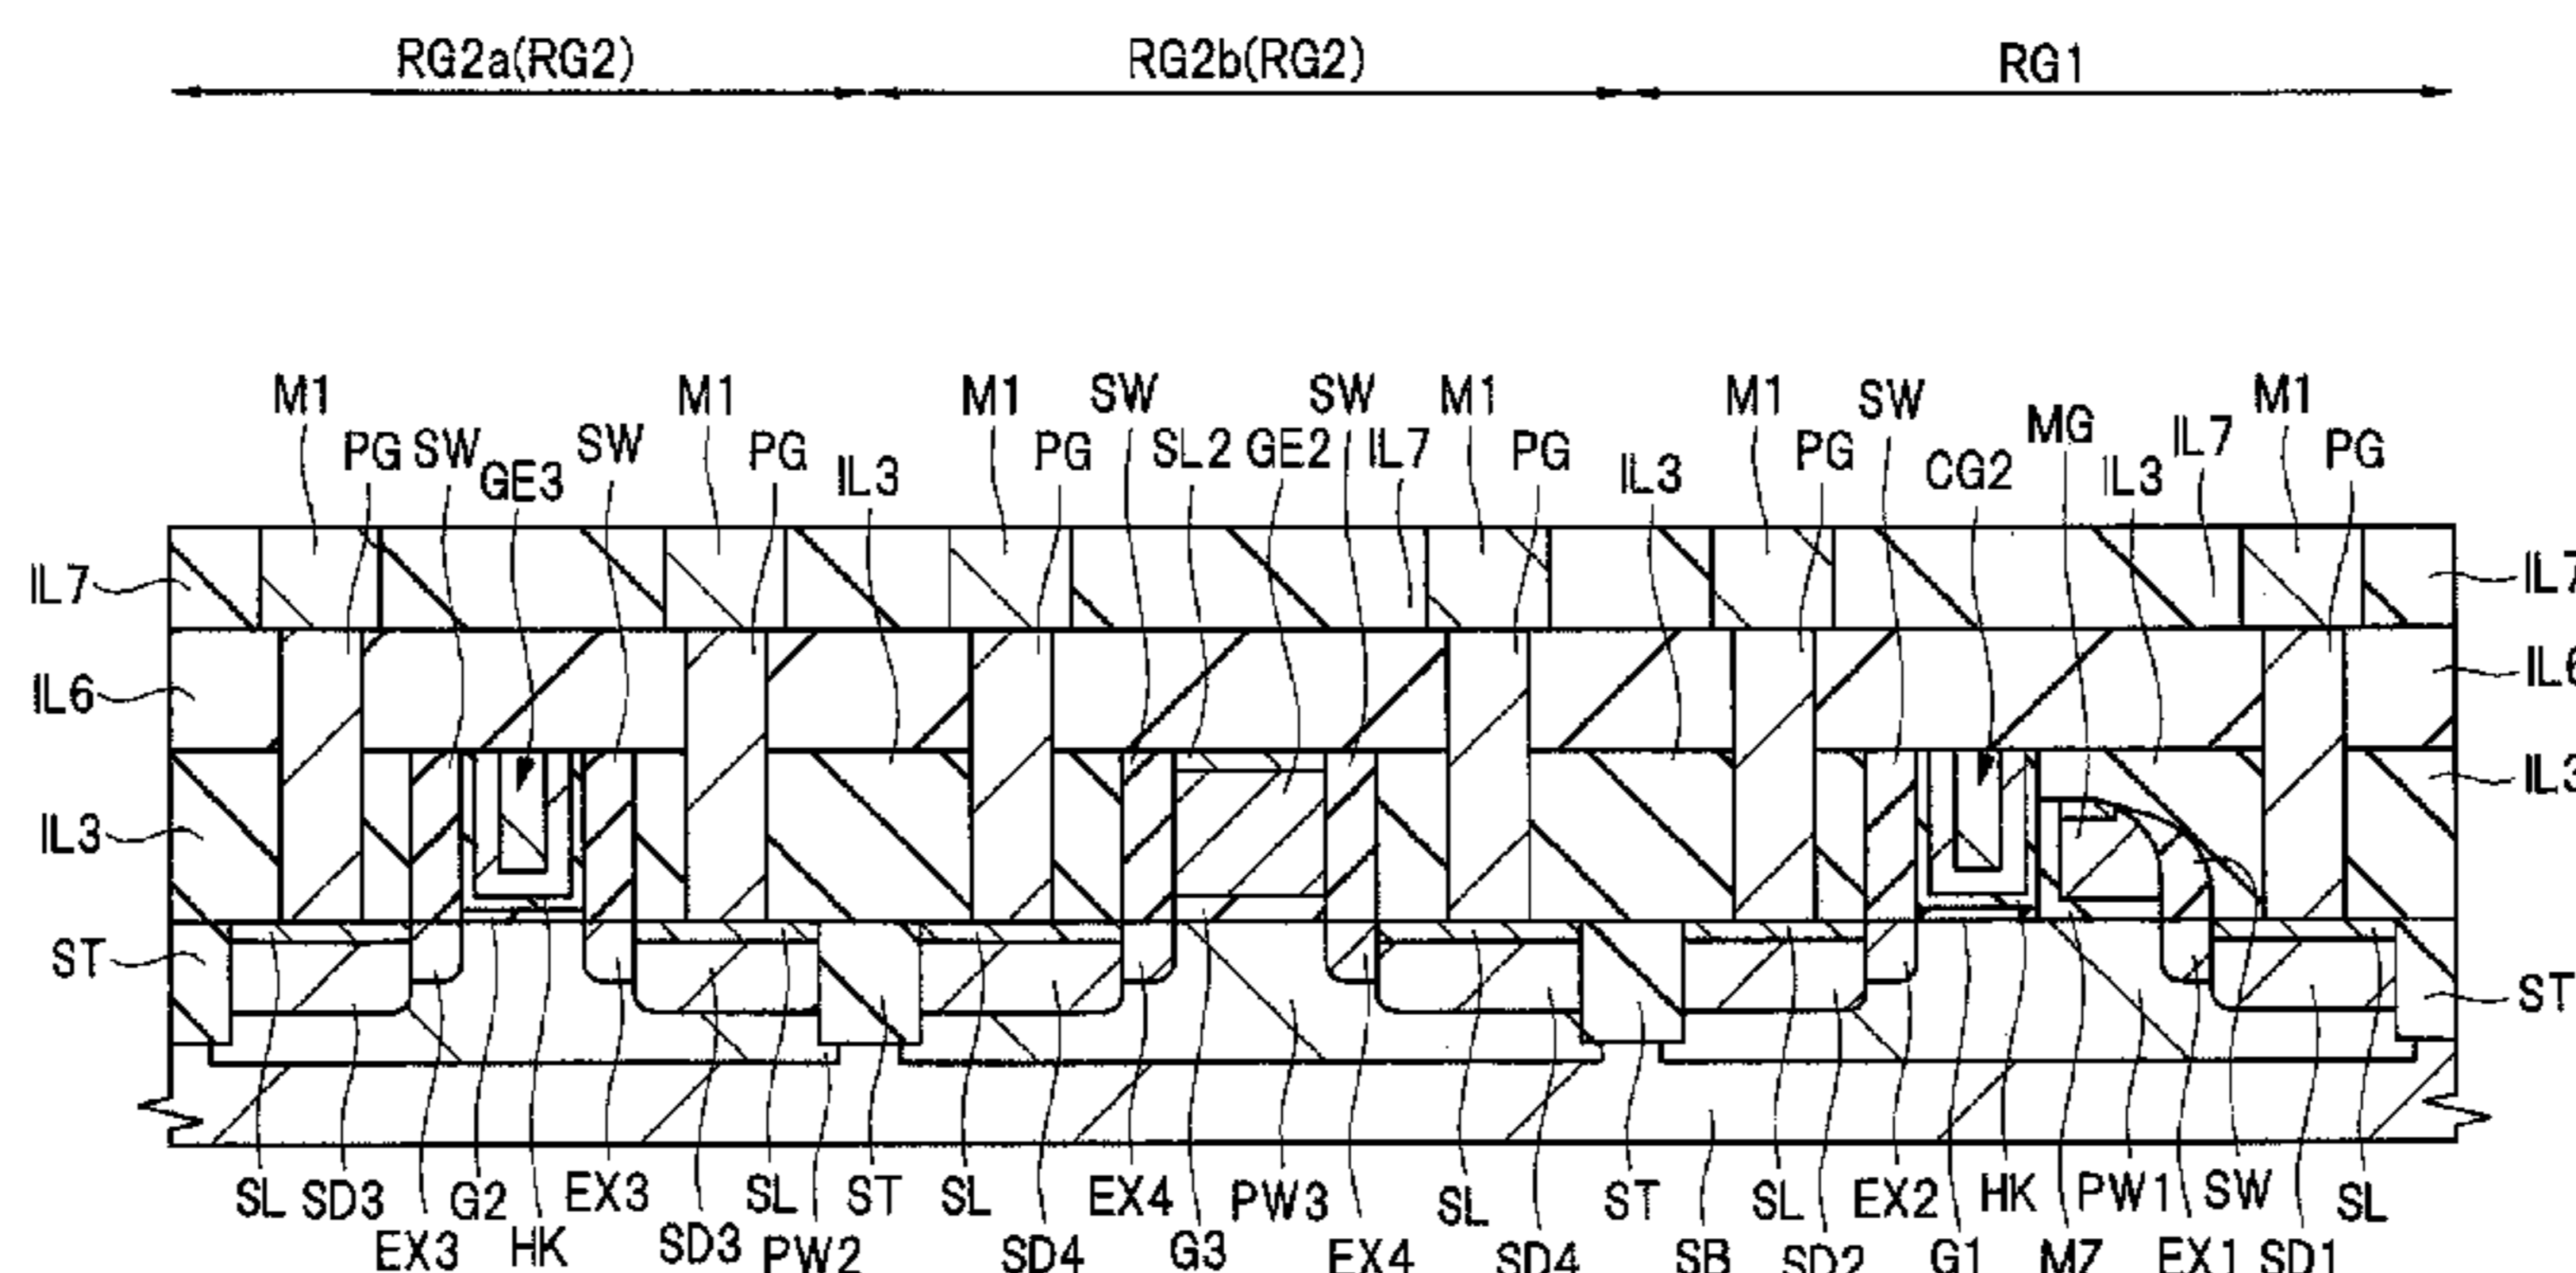 RG2a(RG2) RG2b(RG2) RG1
M1 M1 M1 SW SW M1 M1 SW M1
PG SW GE3 SW PG IL3 PG SL2 GE2 IL7 PG IL3 PG CG2 MG IL3 IL7 PG
IL7 IL7
IL6 IL6
IL3 IL3
ST ST
SL SD3 G2 EX3 SL ST SL EX4 PW3 SL ST SL EX2 HK PW1 SW SL
EX3 HK SD3 PW2 SD4 G3 EX4 SD4 SB SD2 G1 MZ EX1 SD1